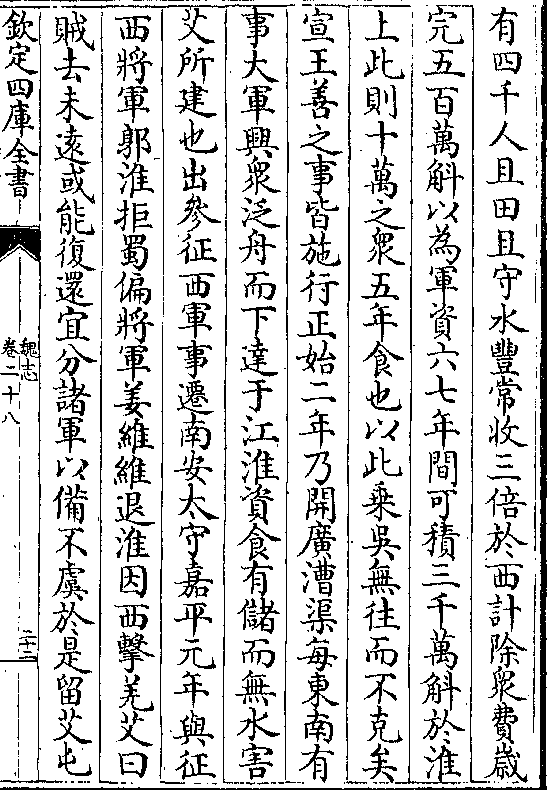 有四千人且田且守水豐常收三倍於西計除衆費歲
完五百萬斛以為軍資六七年間可積三千萬斛於淮
上此則十萬之衆五年食也以此乗吳無往而不克矣
宣王善之事皆施行正始二年乃開廣漕渠每東南有
事大軍興衆泛舟而下達于江淮資食有儲而無水害
艾所建也出參征西軍事遷南安太守嘉平元年與征
西將軍郭淮拒蜀偏將軍姜維維退淮因西擊羌艾曰
賊去未逺或能復還宜分諸軍以備不虞於是留艾屯
欽定四庫全書
魏志
卷二十八
二十二